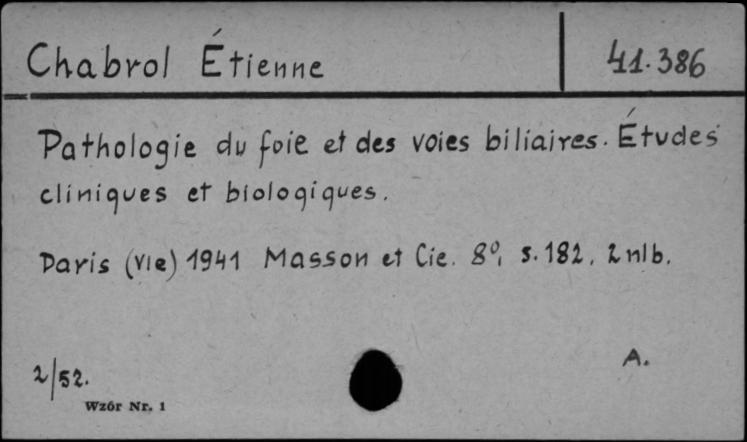 Chabrol Étienne
41.386
Pathologie du foie et des voies biliaires. Études
cliniques et biologiques.
Paris (VIe) 1941 Masson et Cie. 8º, s. 182, 2 nlb.
A.
2/52.
Wzór Nr. 1